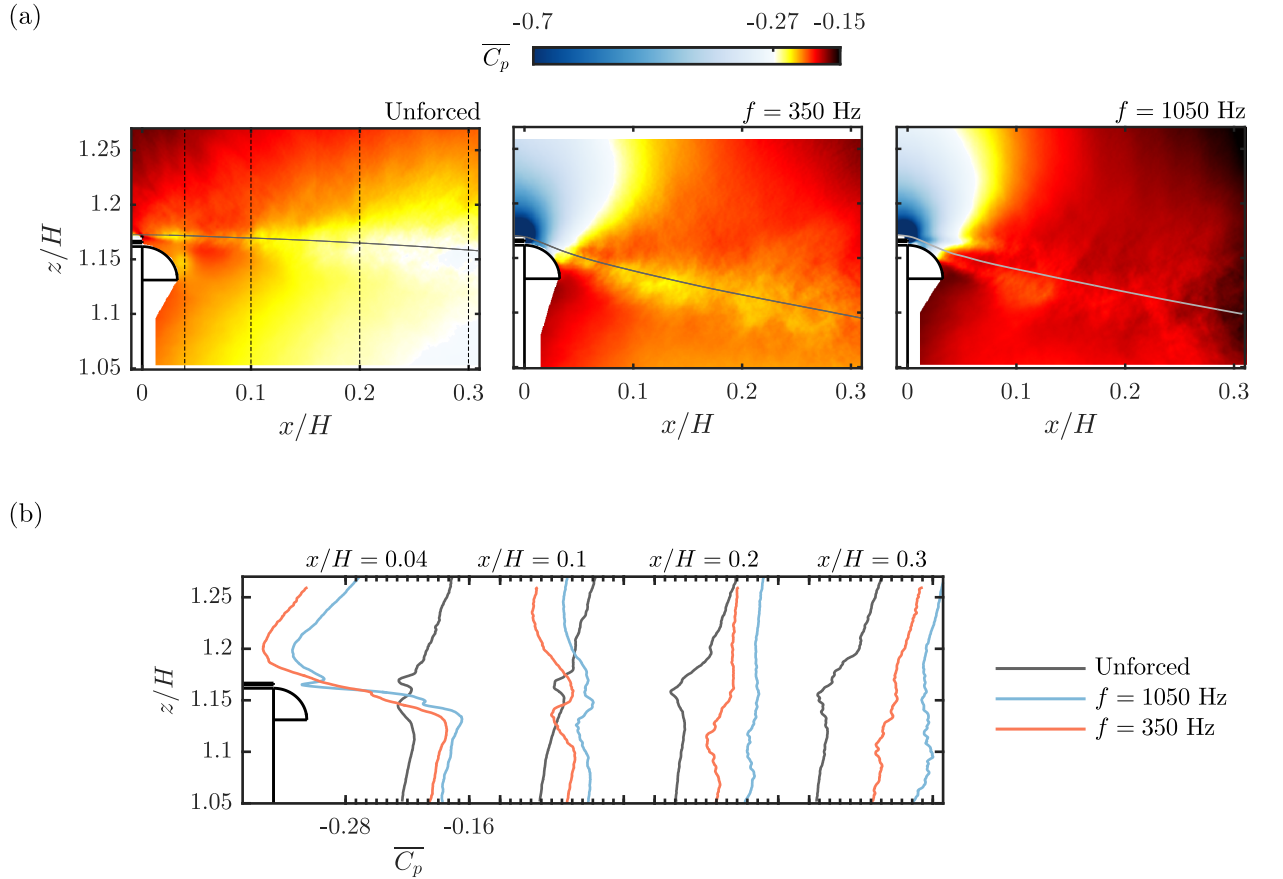 (a)
-0.7 -0.27 -0.15
$\overline{C_p}$
Unforced f = 350 Hz f = 1050 Hz
1.25
1.2
z/H
1.15
1.1
1.05
0 0.1 0.2 0.3 0 0.1 0.2 0.3 0 0.1 0.2 0.3
x/H x/H x/H
(b)
x/H = 0.04 x/H = 0.1 x/H = 0.2 x/H = 0.3
1.25
1.2
z/H
1.15
1.1
1.05
-0.28 -0.16
$\overline{C_p}$
Unforced
f = 1050 Hz
f = 350 Hz